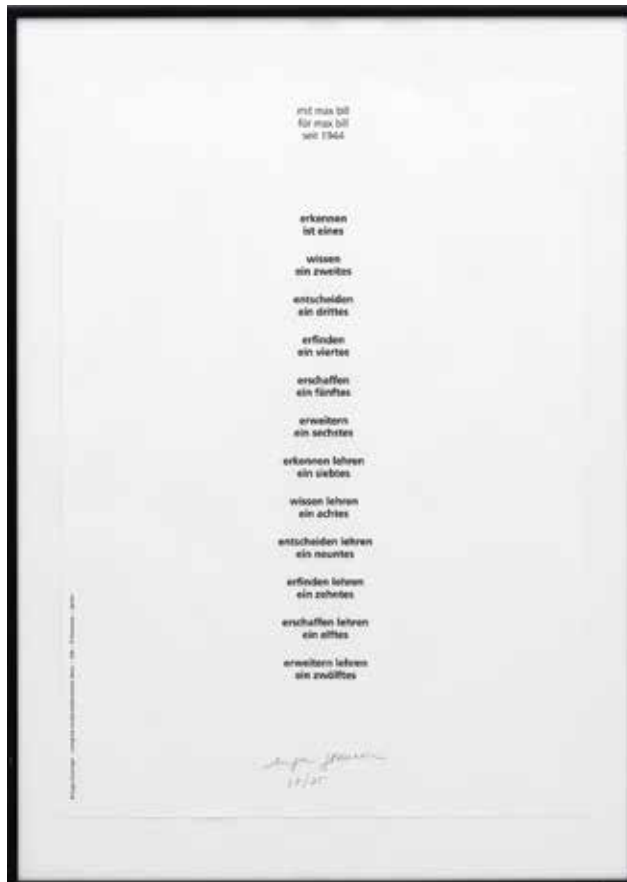 mit max bill
für max bill
seit 1944
erkennen
ist eines
wissen
ein zweites
entscheiden
ein drittes
erfinden
ein viertes
erschaffen
ein fünftes
erweitern
ein sechstes
erkennen lehren
ein siebtes
wissen lehren
ein achtes
entscheiden lehren
ein neuntes
erfinden lehren
ein zehntes
erschaffen lehren
ein elftes
erweitern lehren
ein zwölftes